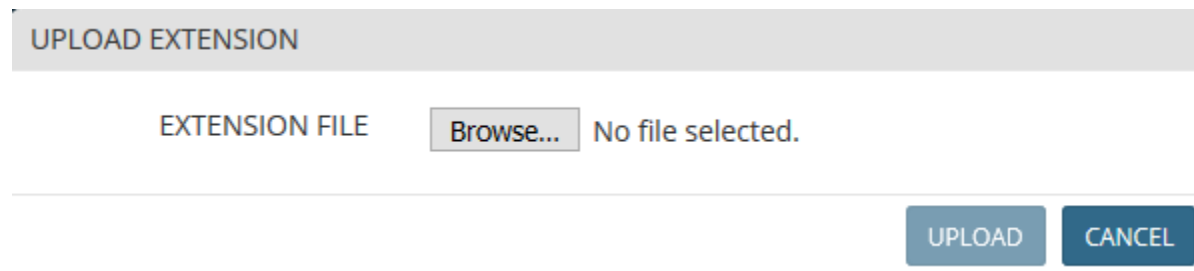 UPLOAD EXTENSION
EXTENSION FILE Browse... No file selected.
UPLOAD CANCEL